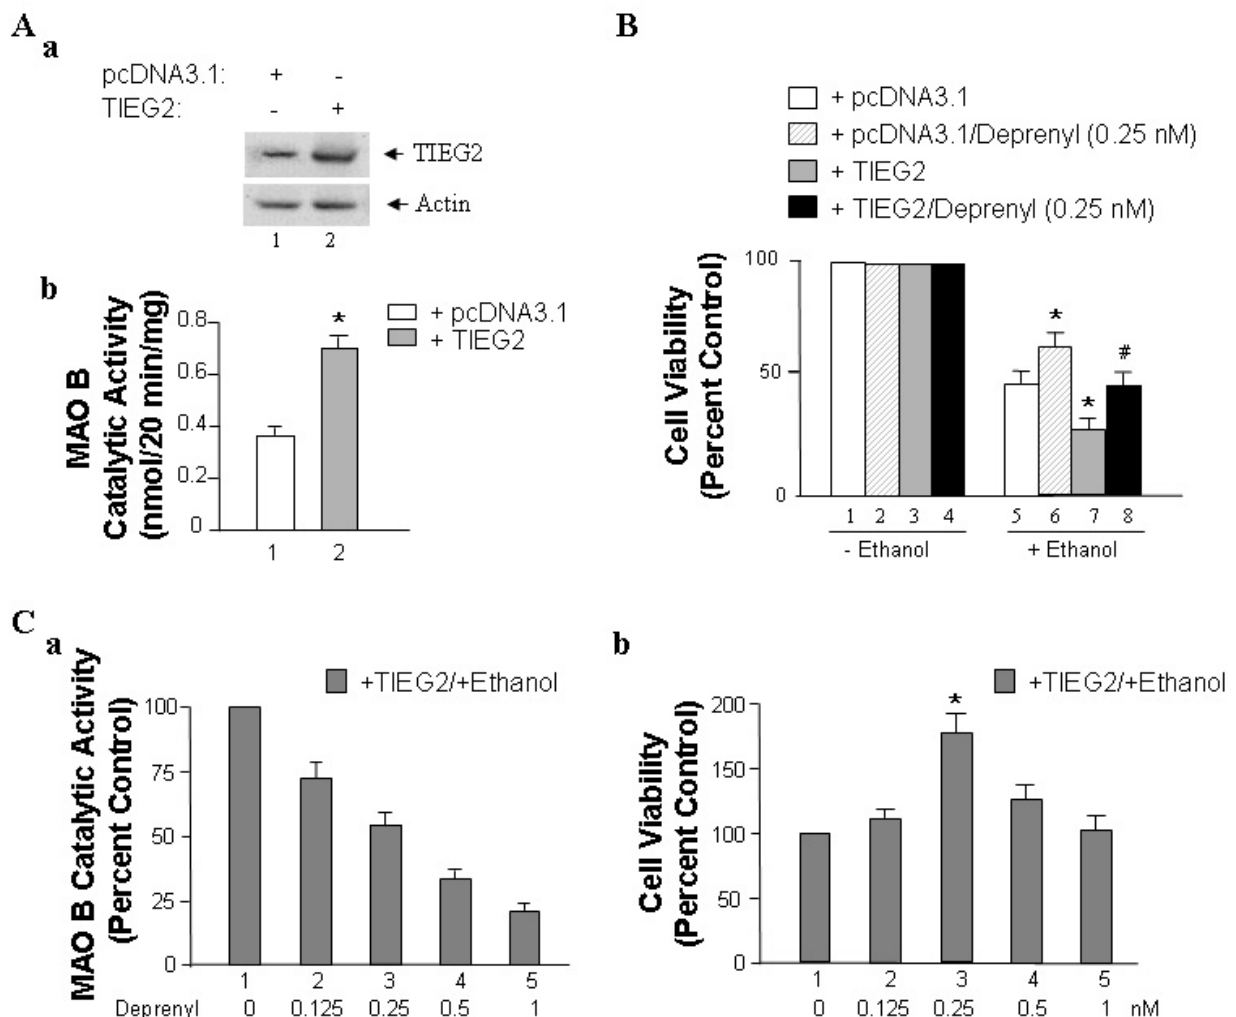 A
a
pcDNA3.1: + -
TIEG2: - +
TIEG2
Actin
1 2
b
MAO B
Catalytic Activity
(nmol/20 min/mg)
0.8
0.6
0.4
0.2
0
*
+ pcDNA3.1
+ TIEG2
1 2
B
+ pcDNA3.1
+ pcDNA3.1/Deprenyl (0.25 nM)
+ TIEG2
+ TIEG2/Deprenyl (0.25 nM)
Cell Viability
(Percent Control)
100
50
0
* * #
1 2 3 4 5 6 7 8
- Ethanol + Ethanol
C
a
MAO B Catalytic Activity
(Percent Control)
+TIEG2/+Ethanol
100
75
50
25
0
1 2 3 4 5
Deprenyl 0 0.125 0.25 0.5 1
b
Cell Viability
(Percent Control)
+TIEG2/+Ethanol
200
150
100
50
0
*
1 2 3 4 5
0 0.125 0.25 0.5 1 nM